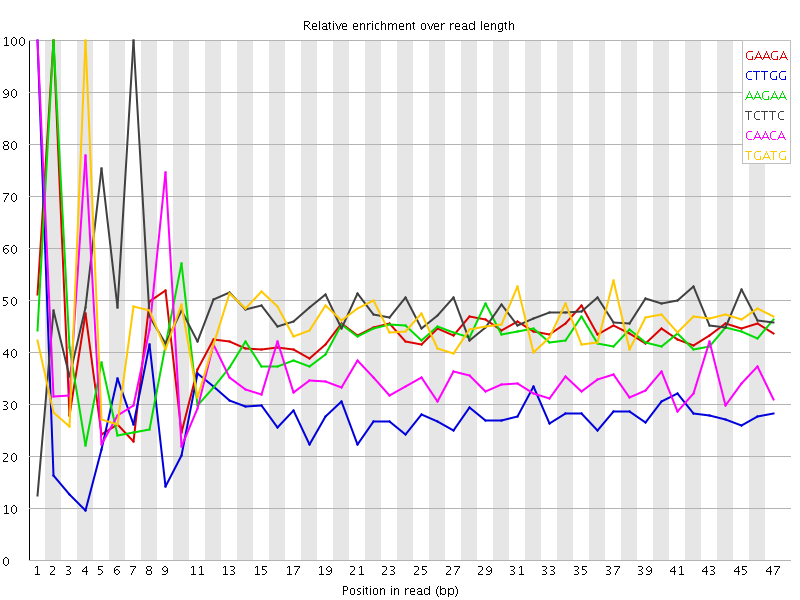 Relative enrichment over read length
100
90
80
70
60
50
40
30
20
10
0
GAAGA
CTTGG
AAGAA
TCTTC
CAACA
TGATG
1 2 3 4 5 6 7 8 9 11 13 15 17 19 21 23 25 27 29 31 33 35 37 39 41 43 45 47
Position in read (bp)